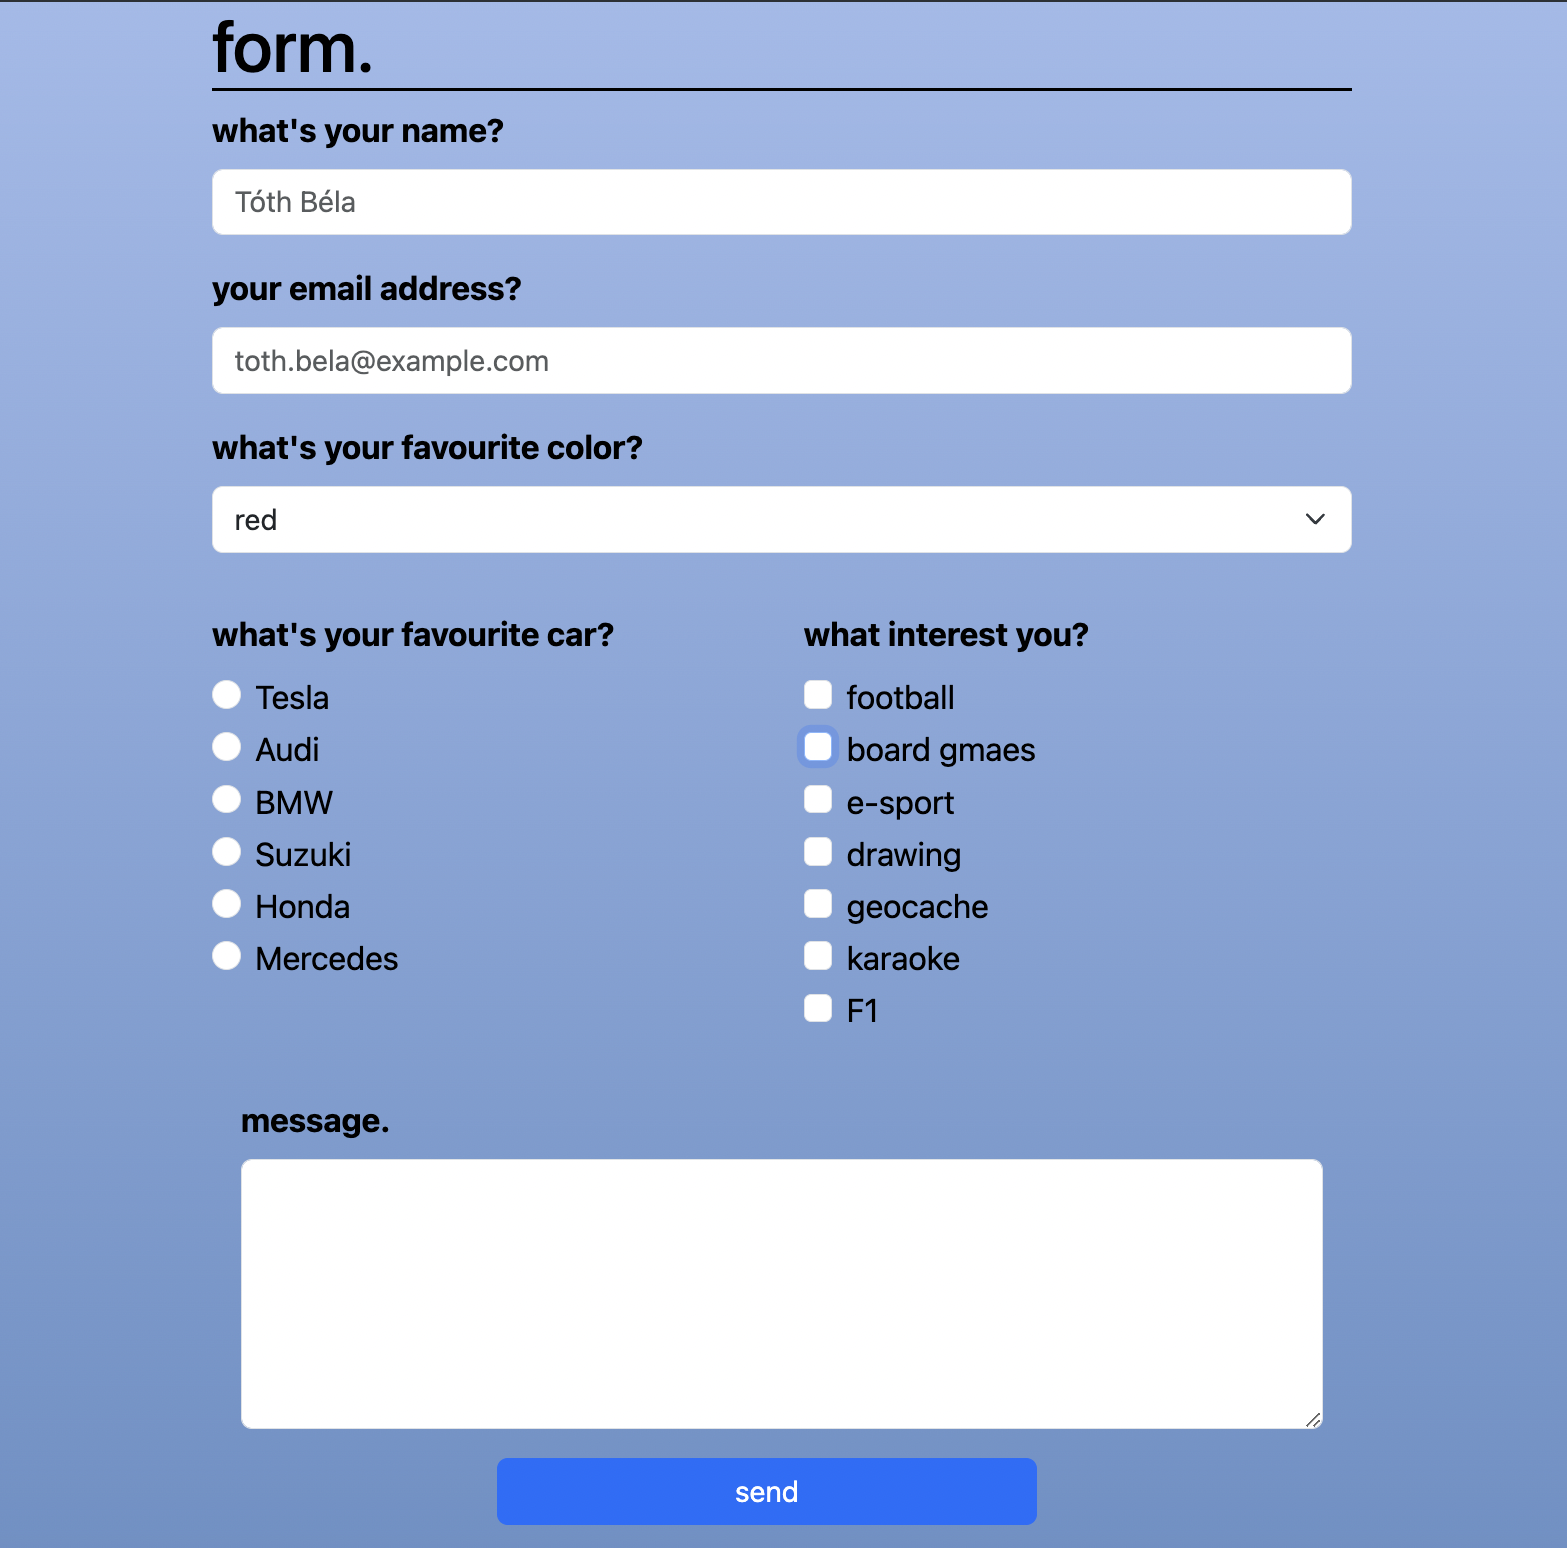 form.
what's your name?
Tóth Béla
your email address?
toth.bela@example.com
what's your favourite color?
red
what's your favourite car?
Tesla
Audi
BMW
Suzuki
Honda
Mercedes
what interest you?
football
board gmaes
e-sport
drawing
geocache
karaoke
F1
message.
send